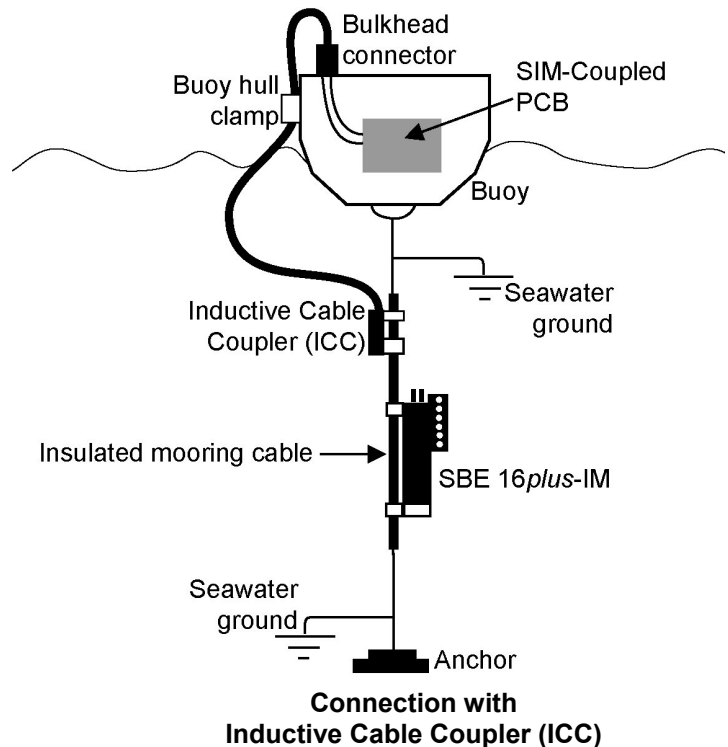 Bulkhead
connector
SIM-Coupled
PCB
Buoy hull
clamp
Buoy
Seawater
ground
Inductive Cable
Coupler (ICC)
Insulated mooring cable
SBE 16plus-IM
Seawater
ground
Anchor
Connection with
Inductive Cable Coupler (ICC)